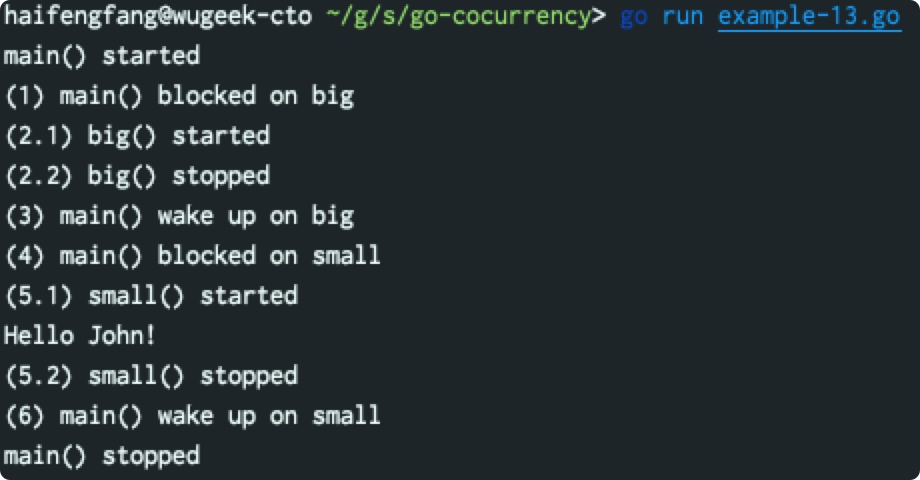 haifengfang@wugeek-cto ~/g/s/go-cocurrency> go run example-13.go
main() started
(1) main() blocked on big
(2.1) big() started
(2.2) big() stopped
(3) main() wake up on big
(4) main() blocked on small
(5.1) small() started
Hello John!
(5.2) small() stopped
(6) main() wake up on small
main() stopped